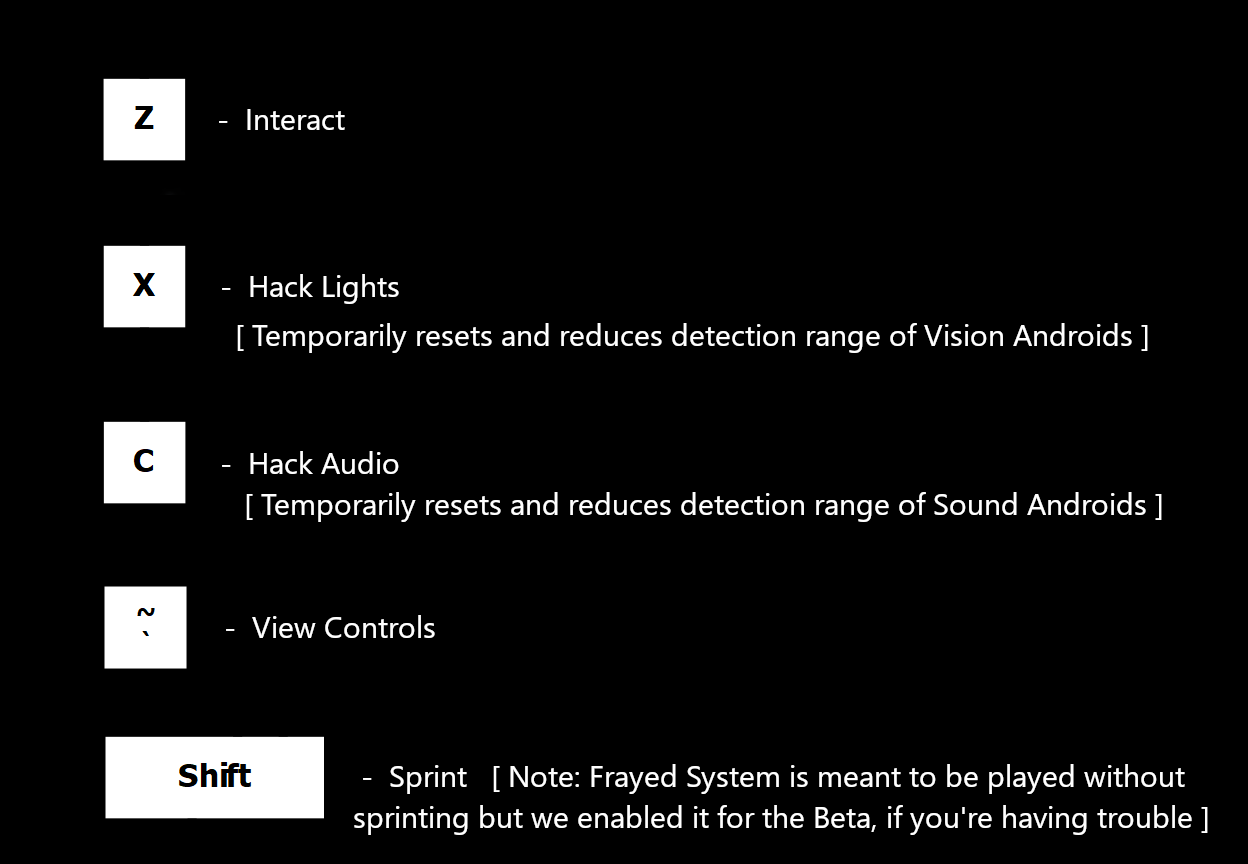 Z - Interact
X - Hack Lights
[ Temporarily resets and reduces detection range of Vision Androids ]
C - Hack Audio
[ Temporarily resets and reduces detection range of Sound Androids ]
~
` - View Controls
Shift - Sprint [ Note: Frayed System is meant to be played without
sprinting but we enabled it for the Beta, if you're having trouble ]